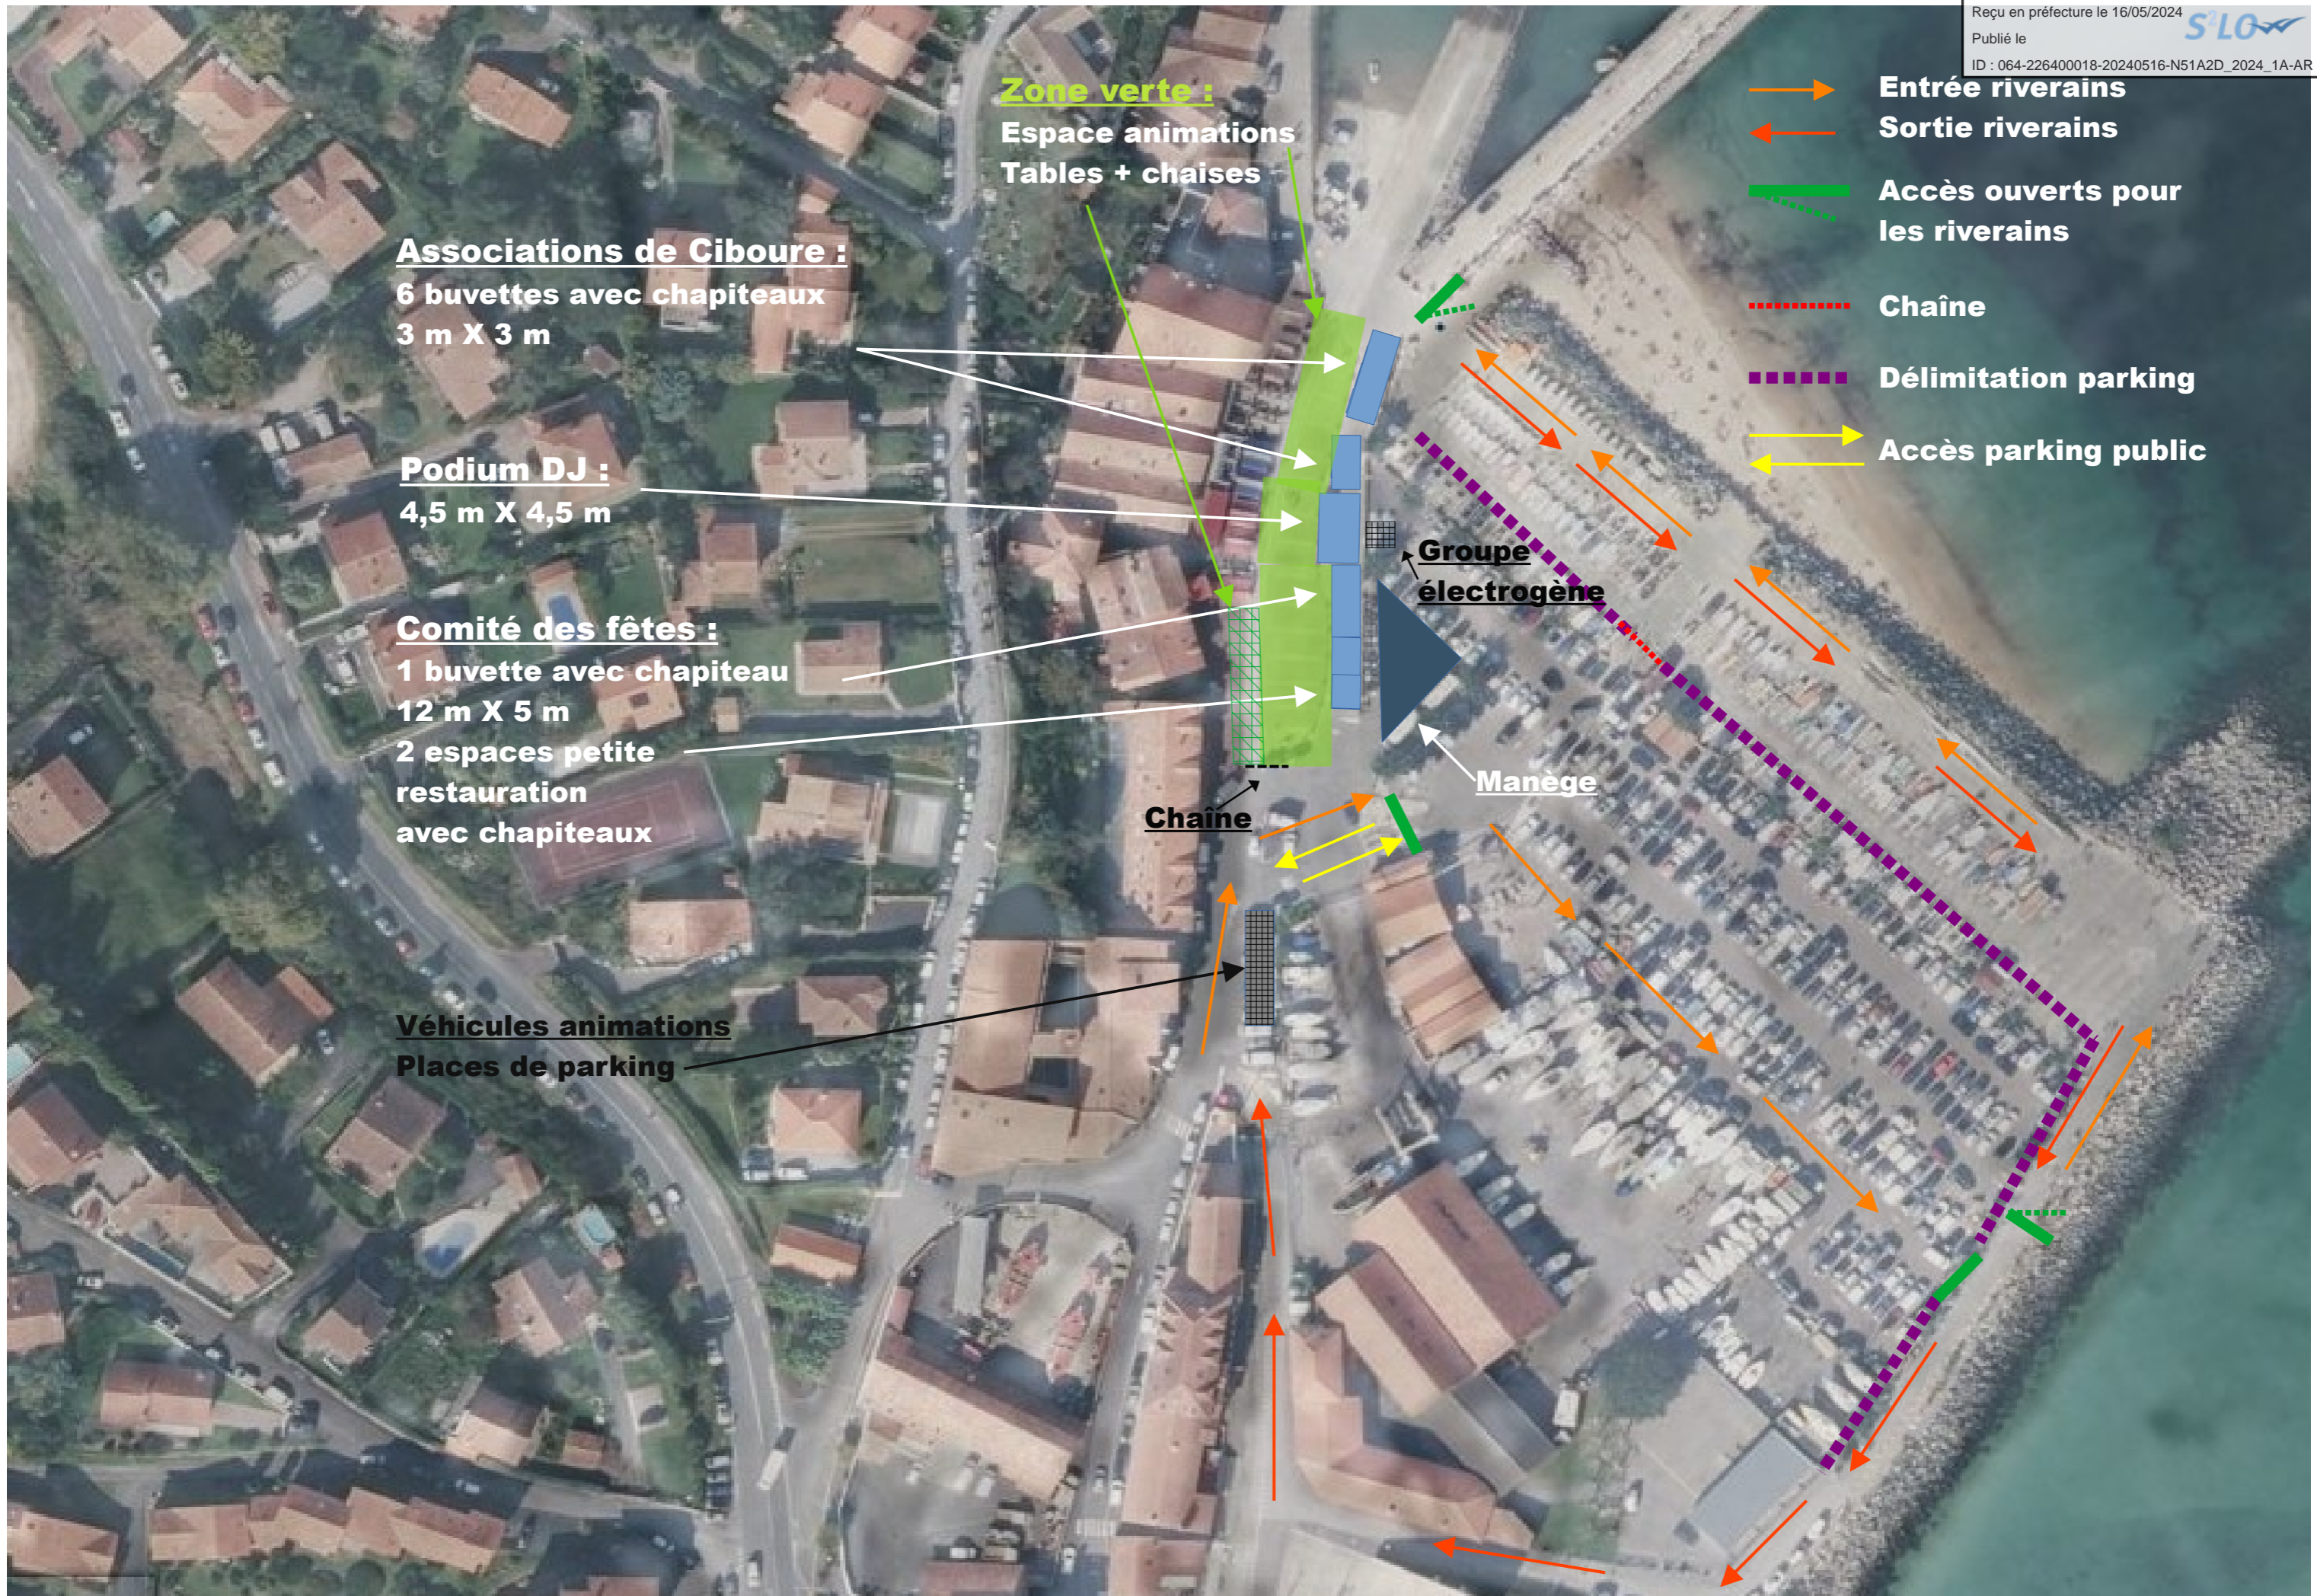 Reçu en préfecture le 16/05/2024
S²LO
Publié le
ID : 064-226400018-20240516-N51A2D_2024_1A-AR
Entrée riverains
Sortie riverains
Accès ouverts pour
les riverains
Chaîne
Délimitation parking
Accès parking public
Zone verte :
Espace animations
Tables + chaises
Associations de Ciboure :
6 buvettes avec chapiteaux
3 m X 3 m
Podium DJ :
4,5 m X 4,5 m
Groupe
électrogène
Comité des fêtes :
1 buvette avec chapiteau
12 m X 5 m
2 espaces petite
restauration
avec chapiteaux
Manège
Chaîne
Véhicules animations
Places de parking